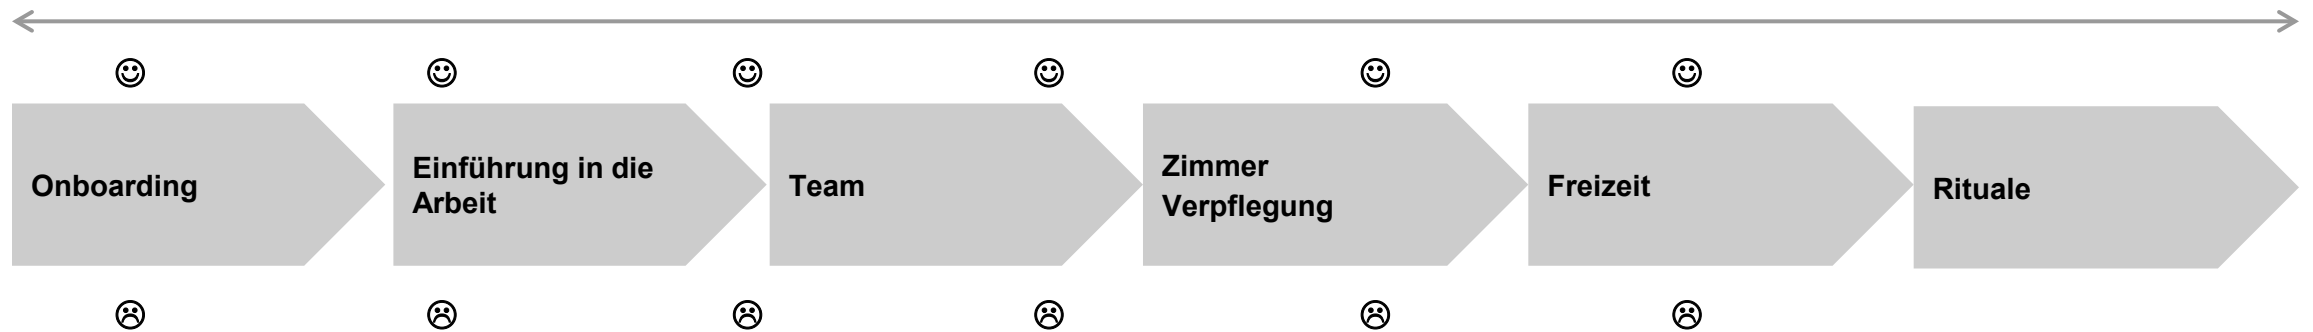 Onboarding
Einführung in die
Arbeit
Team
Zimmer
Verpflegung
Freizeit
Rituale